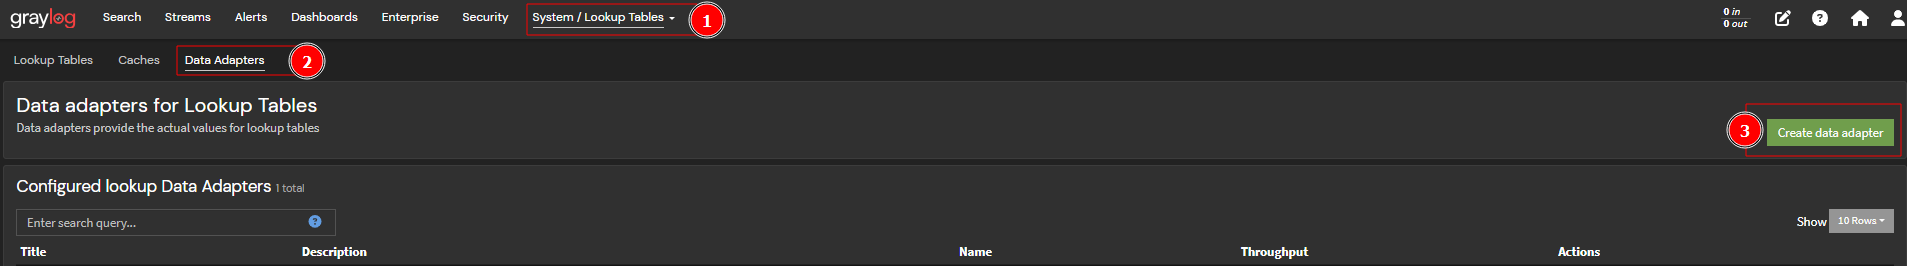 graylog Search Streams Alerts Dashboards Enterprise Security System / Lookup Tables 1 0 in
0 out
Lookup Tables Caches Data Adapters 2
Data adapters for Lookup Tables
Data adapters provide the actual values for lookup tables
3 Create data adapter
Configured lookup Data Adapters 1 total
Enter search query... ? Show 10 Rows
Title Description Name Throughput Actions